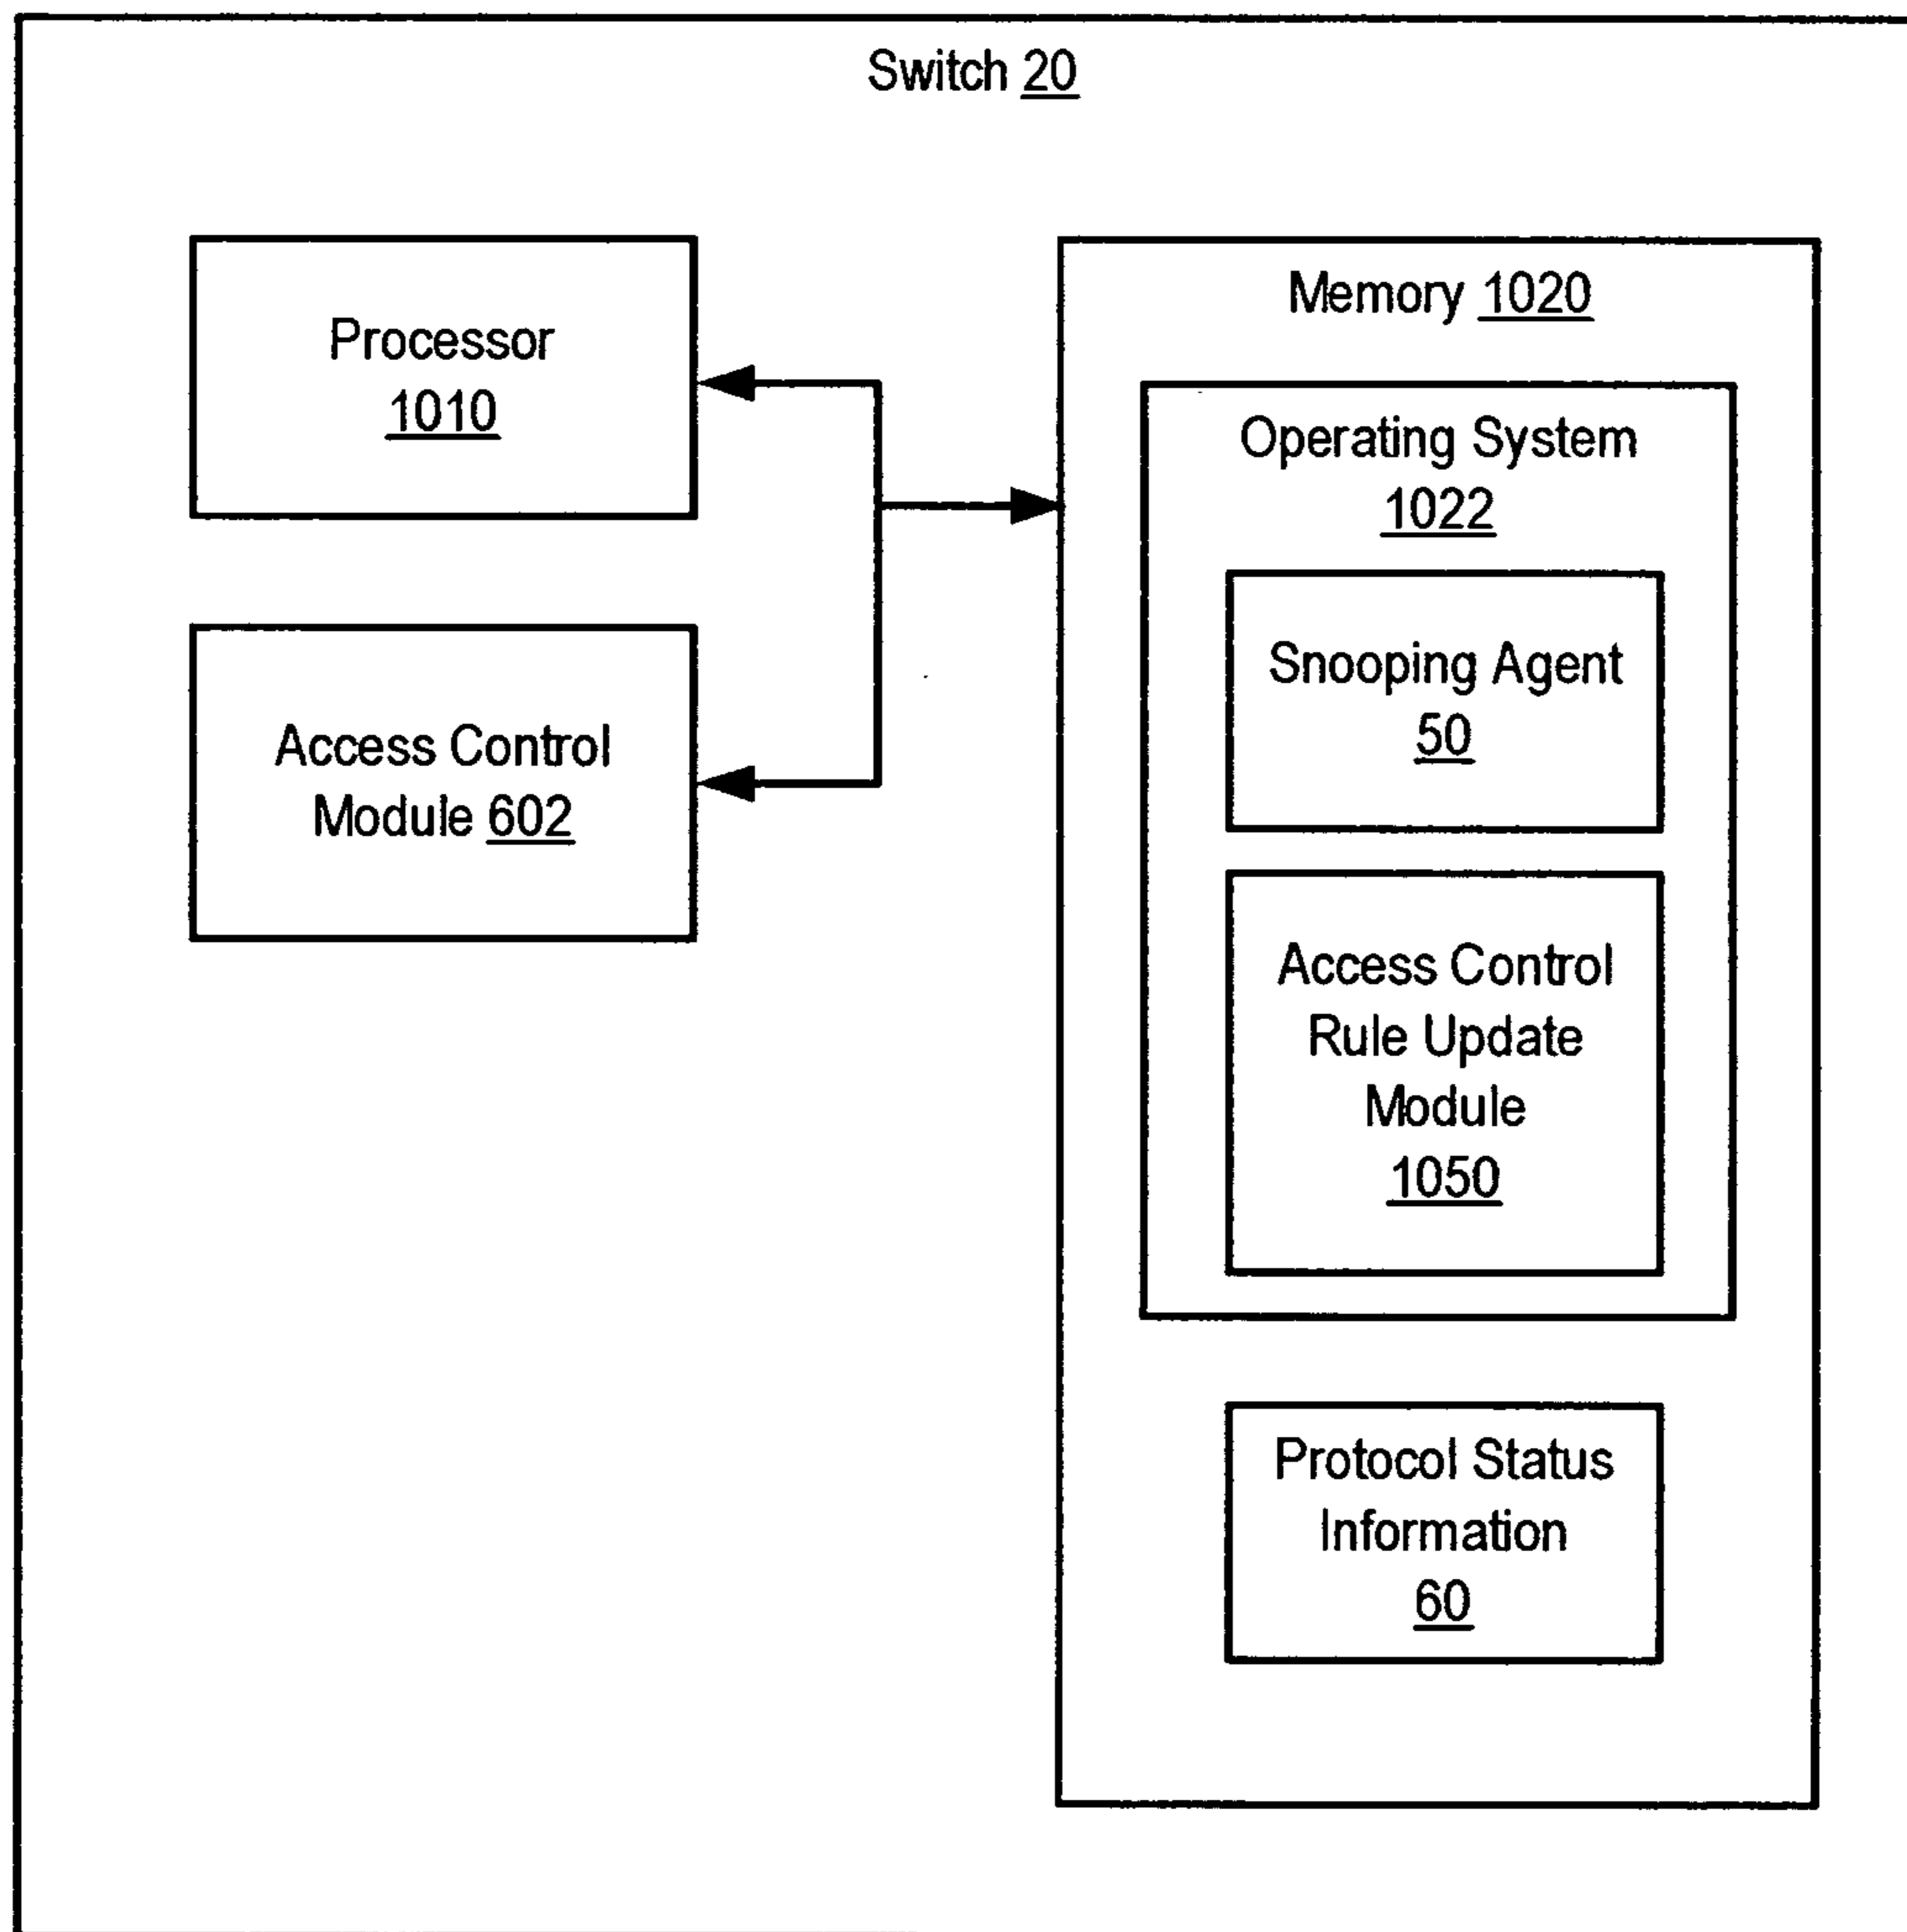 Switch 20
Processor
1010
Access Control
Module 602
Memory 1020
Operating System
1022
Snooping Agent
50
Access Control
Rule Update
Module
1050
Protocol Status
Information
60